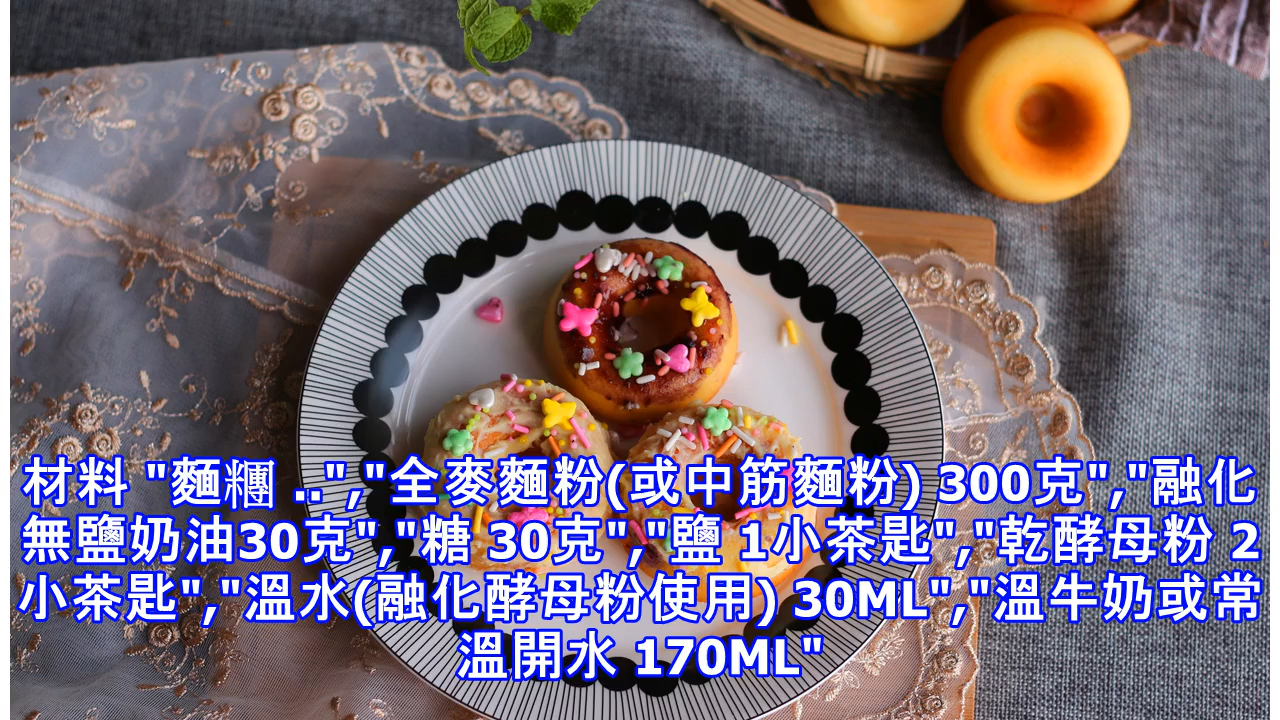 材料 "麵糰 ..","全麥麵粉(或中筋麵粉) 300克","融化
無鹽奶油30克","糖 30克","鹽 1小茶匙","乾酵母粉 2
小茶匙","溫水(融化酵母粉使用) 30ML","溫牛奶或常
溫開水 170ML"